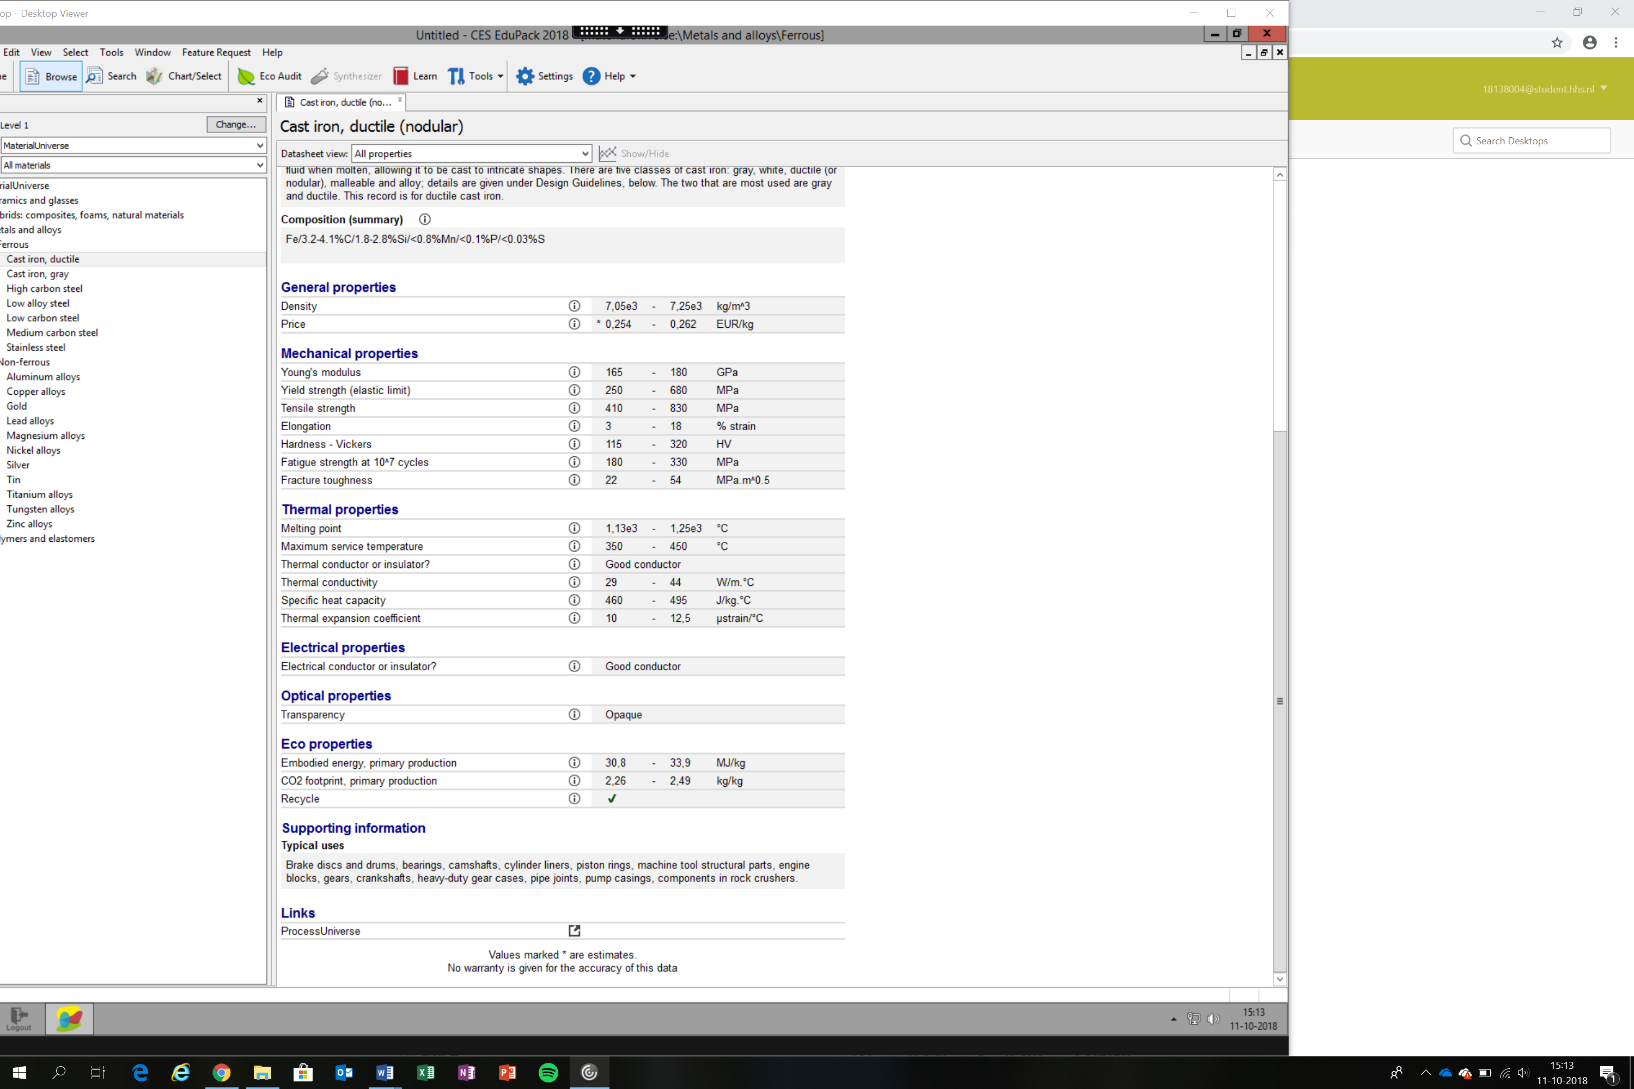 op - Desktop Viewer
Untitled - CES EduPack 2018
:\Metals and alloys\Ferrous]
Edit View Select Tools Window Feature Request Help
Browse Search Chart/Select Eco Audit Synthesizer Learn Tools Settings Help
18138004@student.hhs.nl
Search Desktops
Level 1
Change...
MaterialUniverse
All materials
rialUniverse
ramics and glasses
brids: composites, foams, natural materials
etals and alloys
Ferrous
Cast iron, ductile
Cast iron, gray
High carbon steel
Low alloy steel
Low carbon steel
Medium carbon steel
Stainless steel
Non-ferrous
Aluminum alloys
Copper alloys
Gold
Lead alloys
Magnesium alloys
Nickel alloys
Silver
Tin
Titanium alloys
Tungsten alloys
Zinc alloys
lymers and elastomers
Cast iron, ductile (no...
Cast iron, ductile (nodular)
Datasheet view: All properties Show/Hide
fluid when molten, allowing it to be cast to intricate shapes. There are five classes of cast iron: gray, white, ductile (or
nodular), malleable and alloy; details are given under Design Guidelines, below. The two that are most used are gray
and ductile. This record is for ductile cast iron.
Composition (summary)
Fe/3.2-4.1%C/1.8-2.8%Si/<0.8%Mn/<0.1%P/<0.03%S
General properties
Density 7,05e3 - 7,25e3 kg/m^3
Price * 0,254 - 0,262 EUR/kg
Mechanical properties
Young's modulus 165 - 180 GPa
Yield strength (elastic limit) 250 - 680 MPa
Tensile strength 410 - 830 MPa
Elongation 3 - 18 % strain
Hardness - Vickers 115 - 320 HV
Fatigue strength at 10^7 cycles 180 - 330 MPa
Fracture toughness 22 - 54 MPa.m^0.5
Thermal properties
Melting point 1,13e3 - 1,25e3 °C
Maximum service temperature 350 - 450 °C
Thermal conductor or insulator? Good conductor
Thermal conductivity 29 - 44 W/m.°C
Specific heat capacity 460 - 495 J/kg.°C
Thermal expansion coefficient 10 - 12,5 µstrain/°C
Electrical properties
Electrical conductor or insulator? Good conductor
Optical properties
Transparency Opaque
Eco properties
Embodied energy, primary production 30,8 - 33,9 MJ/kg
CO2 footprint, primary production 2,26 - 2,49 kg/kg
Recycle ✓
Supporting information
Typical uses
Brake discs and drums, bearings, camshafts, cylinder liners, piston rings, machine tool structural parts, engine
blocks, gears, crankshafts, heavy-duty gear cases, pipe joints, pump casings, components in rock crushers.
Links
ProcessUniverse
Values marked * are estimates.
No warranty is given for the accuracy of this data
Logout
15:13
11-10-2018
15:13
11-10-2018